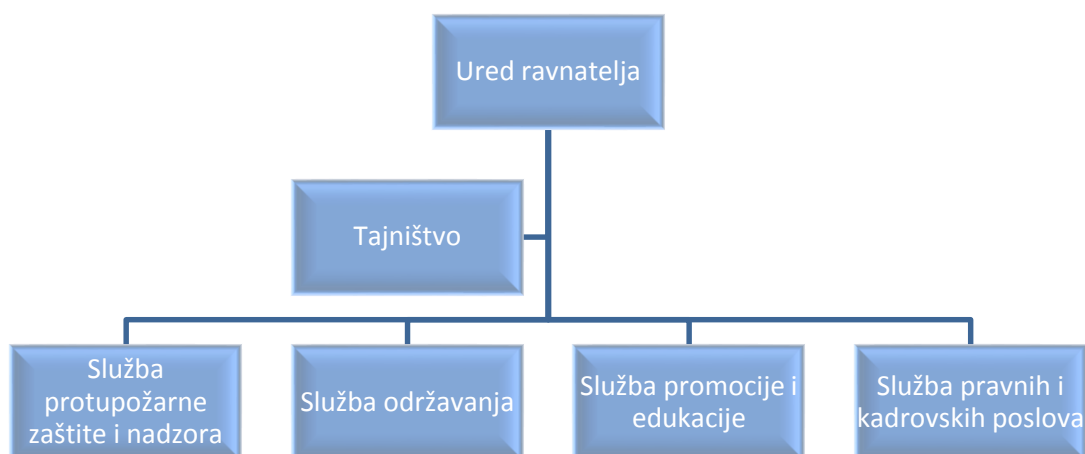 Ured ravnatelja
Tajništvo
Služba
protupožarne
zaštite i nadzora
Služba održavanja
Služba promocije i
edukacije
Služba pravnih i
kadrovskih poslova